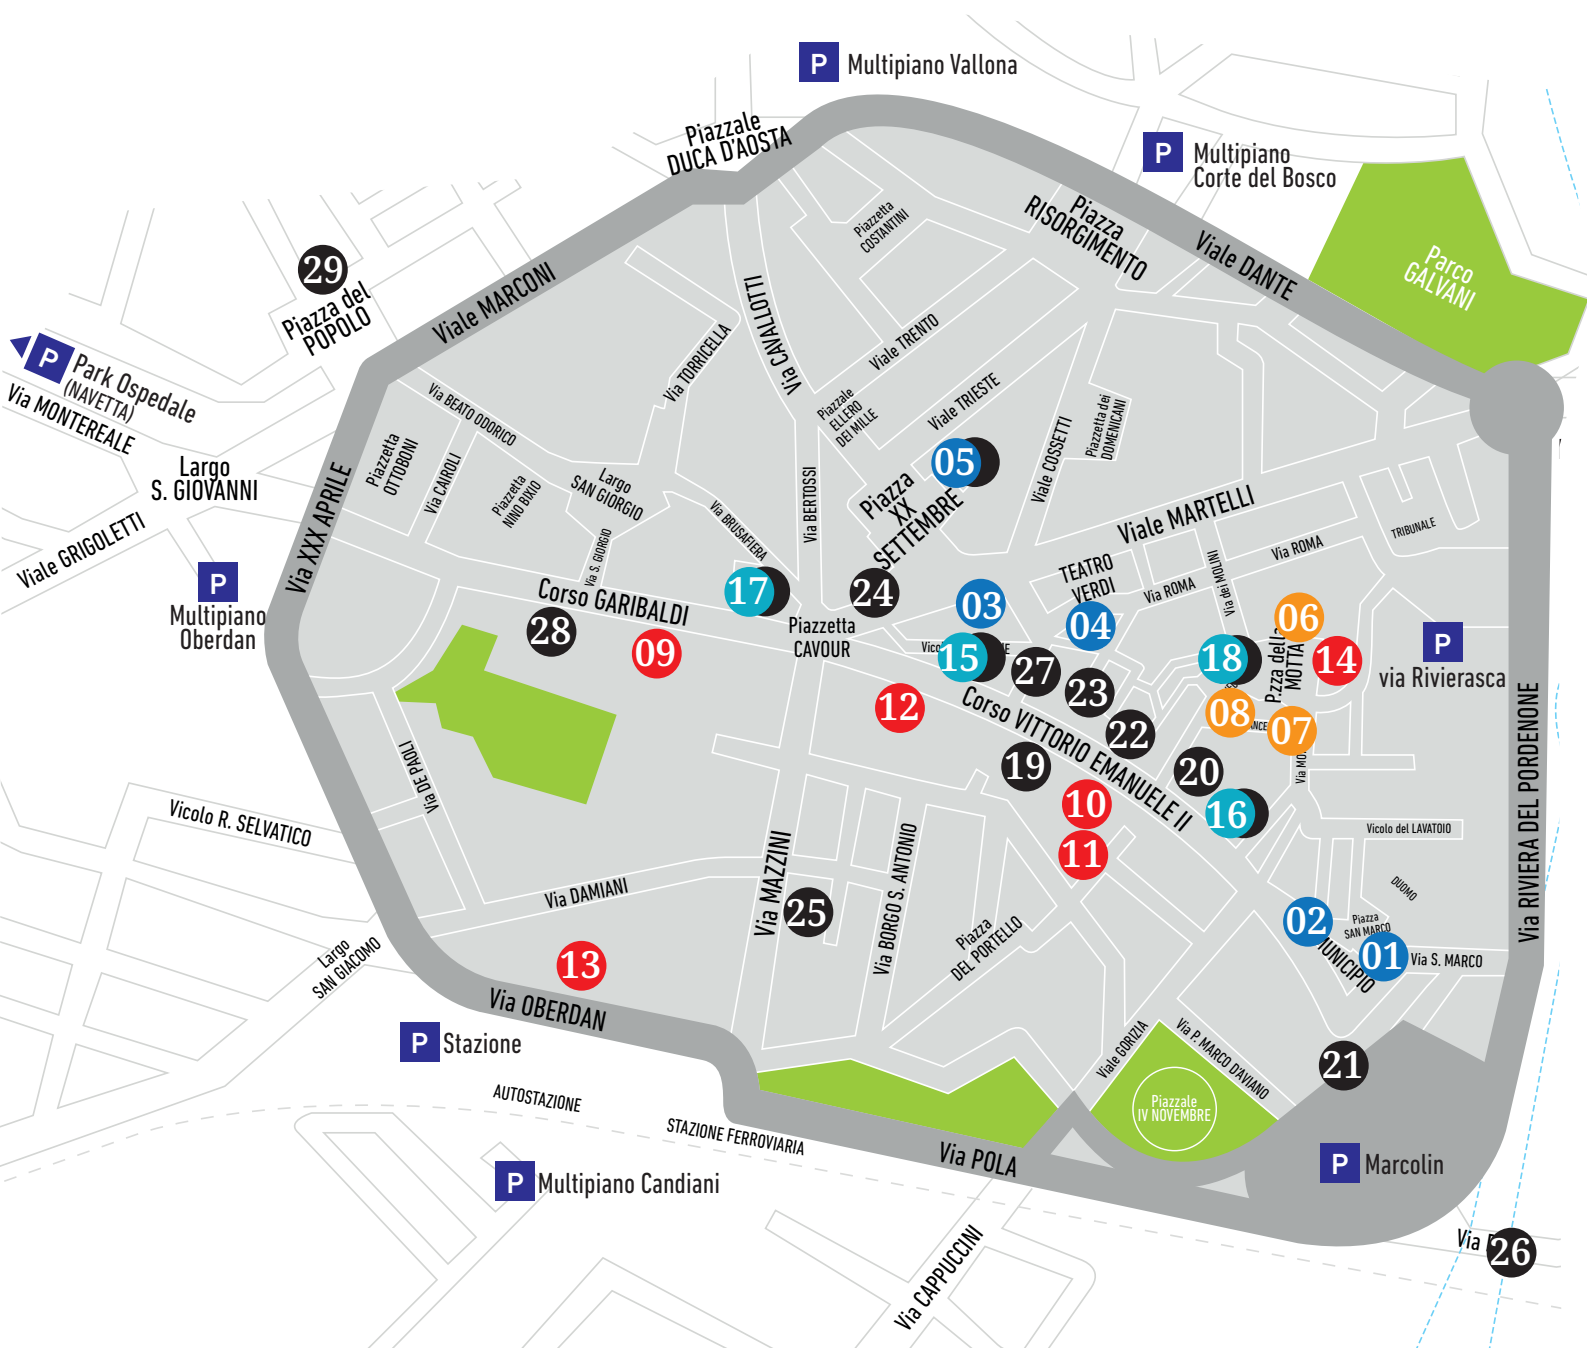 P Multipiano Vallona
Piazzale
DUCA D'AOSTA
P Multipiano
Corte del Bosco
Piazzetta
COSTANTINI
Piazza
RISORGIMENTO
Viale DANTE
Parco
GALVANI
29
Piazza del
POPOLO
Viale MARCONI
Via CAVALLOTTI
Viale TRENTO
Via TORRICELLA
P Park Ospedale
(NAVETTA)
Via MONTEREALE
Via BEATO ODORICO
Piazzale
ELLERO
DEI MILLE
Viale TRIESTE
Piazzetta dei
DOMENICANI
Viale COSSETTI
Largo
S. GIOVANNI
Piazzetta
OTTOBONI
Via CAIROLI
Piazzetta
NINO BIXIO
Largo
SAN GIORGIO
Via BERTOSSI
05
Piazza
XX
SETTEMBRE
Viale MARTELLI
Via XXX APRILE
Viale GRIGOLETTI
Via S. GIORGIO
Via BRUSAFIERA
TEATRO
VERDI
Via ROMA
Via ROMA
Via dei MOLINI
TRIBUNALE
P
Multipiano
Oberdan
Corso GARIBALDI
17
24
03
04
06
28
09
Piazzetta
CAVOUR
15
27
23
18
P.zza della
MOTTA
14
P
via Rivierasca
12
Corso VITTORIO EMANUELE II
22
08
07
19
20
10
16
11
Via DE PAOLI
Vicolo R. SELVATICO
Vicolo del LAVATOIO
Via RIVIERA DEL PORDENONE
Via DAMIANI
Via MAZZINI
25
Via BORGO S. ANTONIO
Piazza
DEL PORTELLO
DUOMO
02
Piazza
SAN MARCO
01
Via S. MARCO
Largo
SAN GIACOMO
13
Via OBERDAN
P Stazione
Viale GORIZIA
Via P. MARCO D'AVIANO
21
AUTOSTAZIONE
STAZIONE FERROVIARIA
Piazzale
IV NOVEMBRE
Via POLA
P Multipiano Candiani
P Marcolin
Via CAPPUCCINI
Via
26